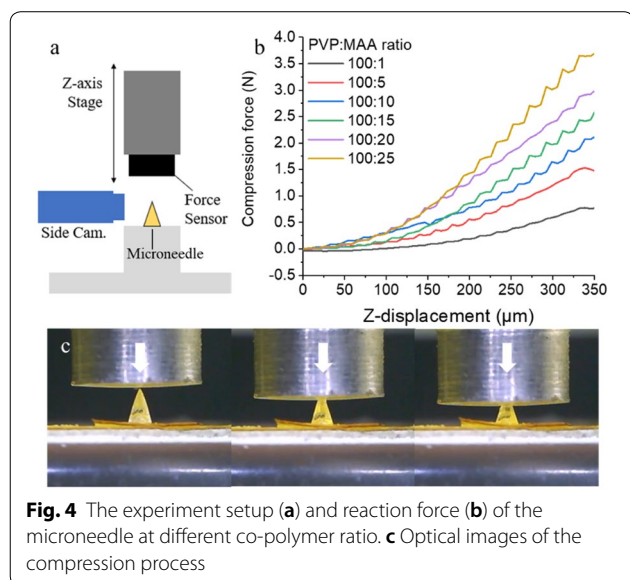 a
Z-axis
Stage
Force
Sensor
Side Cam.
Microneedle
b
PVP:MAA ratio
100:1
100:5
100:10
100:15
100:20
100:25
Compression force (N)
4.0
3.5
3.0
2.5
2.0
1.5
1.0
0.5
0.0
-0.5
0 50 100 150 200 250 300 350
Z-displacement (μm)
c
Fig. 4 The experiment setup (a) and reaction force (b) of the
microneedle at different co-polymer ratio. c Optical images of the
compression process